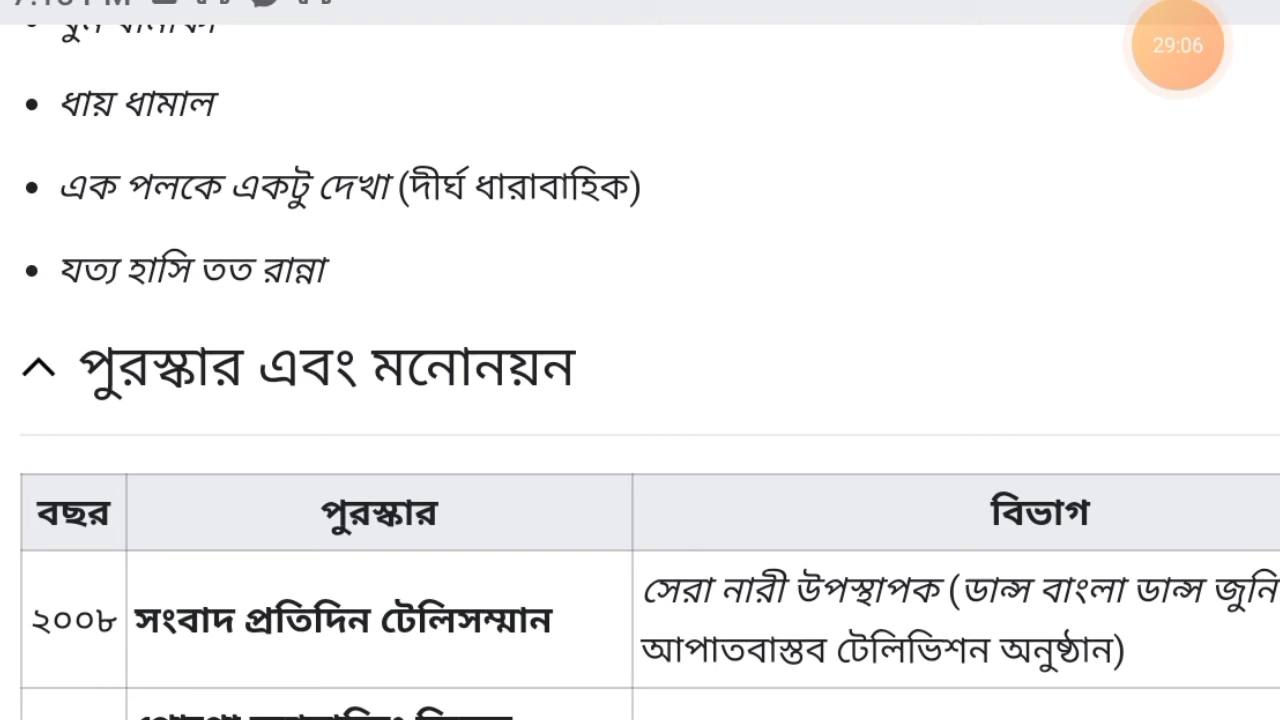 29:06
ধায় ধামাল
এক পলকে একটু দেখা (দীর্ঘ ধারাবাহিক)
যত্য হাসি তত রান্না
পুরস্কার এবং মনোনয়ন
বছর পুরস্কার বিভাগ
২০০৮ সংবাদ প্রতিদিন টেলিসম্মান সেরা নারী উপস্থাপক (ডান্স বাংলা ডান্স জুনি
আপাতবাস্তব টেলিভিশন অনুষ্ঠান)